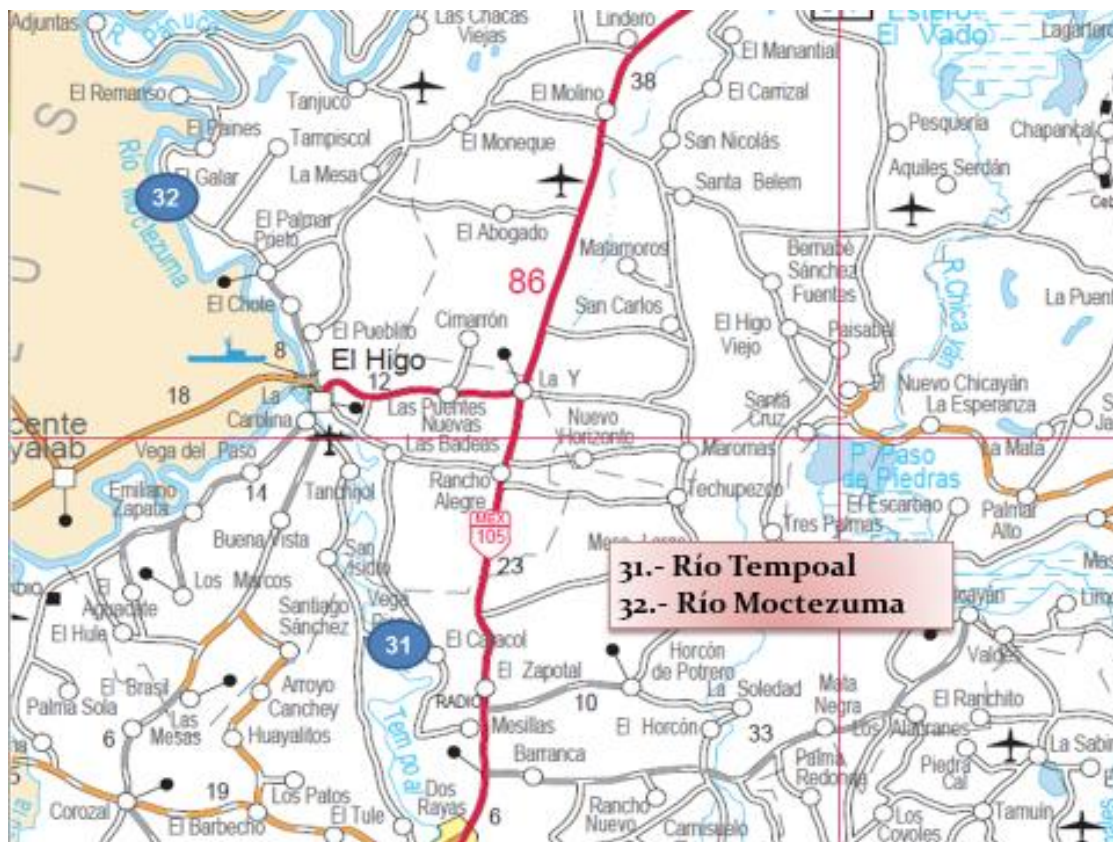 Adjuntas
R. Pánuco
Las Chacas
Viejas
Lindero
38
El Manantial
Estero
El Vado
Lagartero
El Remanso
Tanjuco
El Molino
El Carrizal
El Paines
Tampiscol
El Moneque
San Nicolás
Pesquería
Chapancal
Río Moctezuma
32
El Galar
La Mesa
Aquiles Serdán
Santa Belem
El Palmar
Prieto
El Abogado
Matamoros
Bernabé
Sánchez
Fuentes
R. Chicayán
U I S
86
El Chole
San Carlos
La Puen
El Pueblito
Cimarrón
El Higo
Viejo
Paisabel
8
El Higo
12
La Y
18
La
Carolina
Las Puentes
Nuevas
Nuevo
Horizonte
Santa
Cruz
El Nuevo Chicayán
La Esperanza
cente
yalab
Vega del Paso
Las Badeas
Maromas
La Mata
P. Paso
de Piedras
Emiliano
Zapata
14
Tanchijol
Rancho
Alegre
Techupezco
El Escarbao
Palmar
Alto
Buena Vista
MEX
105
Tres Palmas
San
Isidro
23
31.- Río Tempoal
32.- Río Moctezuma
El
Aguacate
Los Marcos
Santiago
Sánchez
Vega
El Hule
31
El Caracol
Valdés
El Zapotal
Horcón
de Potrero
Palma Sola
El Brasil
Arroyo
Canchey
RADIO
10
La Soledad
Mata
Negra
El Ranchito
6
Las
Mesas
Huayalitos
Tempoal
Mesillas
El Horcón
33
Los Alacranes
Barranca
Palma
Redonda
Piedra
Cal
La Sabi
Corozal
19
Los Patos
Dos
Rayas
El Barbecho
El Tule
6
Rancho
Nuevo
Camisuelo
Los
Coyoles
Tamuin